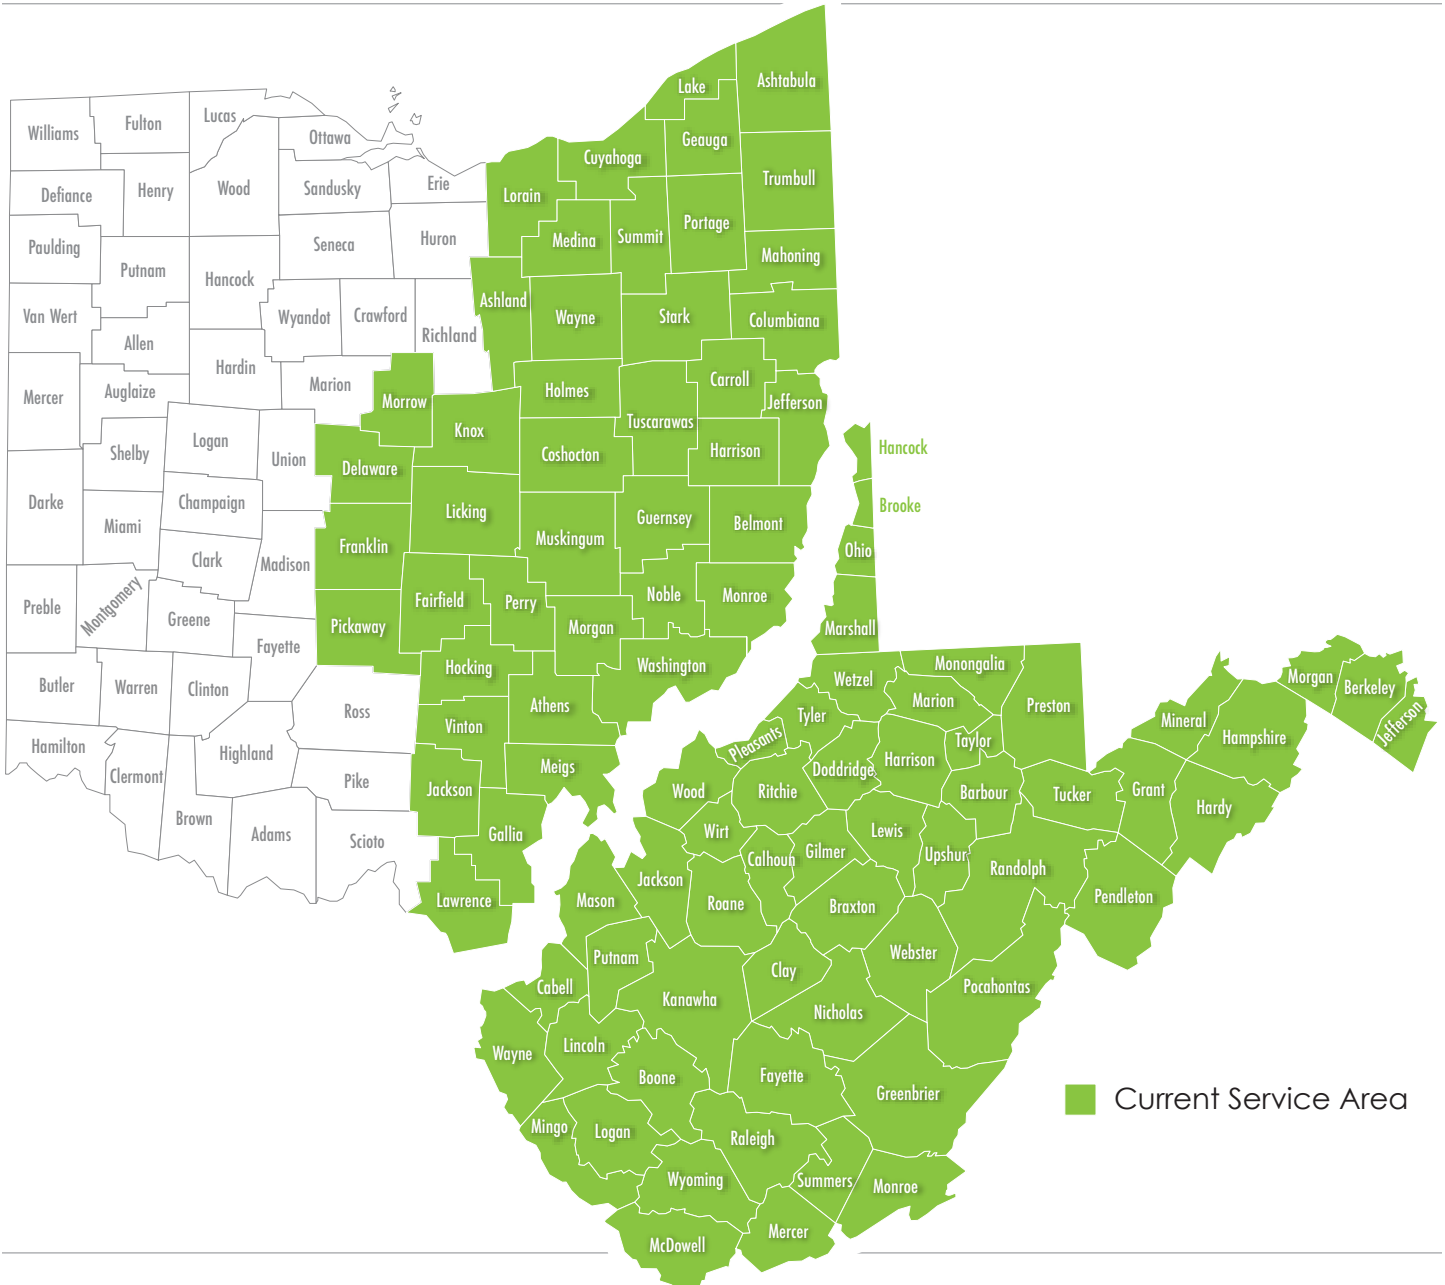 Lake
Ashtabula
Williams
Fulton
Lucas
Ottawa
Geauga
Cuyahoga
Trumbull
Defiance
Henry
Wood
Sandusky
Erie
Lorain
Portage
Paulding
Seneca
Huron
Medina
Summit
Mahoning
Putnam
Hancock
Ashland
Van Wert
Wyandot
Crawford
Wayne
Stark
Columbiana
Allen
Richland
Hardin
Marion
Carroll
Mercer
Auglaize
Morrow
Holmes
Jefferson
Tuscarawas
Knox
Logan
Hancock
Shelby
Union
Delaware
Coshocton
Harrison
Darke
Champaign
Licking
Guernsey
Belmont
Brooke
Miami
Franklin
Muskingum
Ohio
Clark
Madison
Preble
Montgomery
Greene
Fairfield
Perry
Noble
Monroe
Pickaway
Morgan
Marshall
Fayette
Hocking
Washington
Wetzel
Monongalia
Butler
Warren
Clinton
Athens
Marion
Preston
Morgan
Berkeley
Ross
Vinton
Tyler
Mineral
Jefferson
Hamilton
Highland
Pleasants
Taylor
Hampshire
Clermont
Pike
Meigs
Doddridge
Harrison
Jackson
Wood
Ritchie
Barbour
Tucker
Grant
Hardy
Brown
Adams
Scioto
Gallia
Wirt
Lewis
Calhoun
Gilmer
Upshur
Randolph
Jackson
Lawrence
Mason
Roane
Braxton
Pendleton
Putnam
Clay
Webster
Cabell
Kanawha
Nicholas
Pocahontas
Wayne
Lincoln
Boone
Fayette
Greenbrier
Current Service Area
Mingo
Logan
Raleigh
Wyoming
Summers
Monroe
Mercer
McDowell